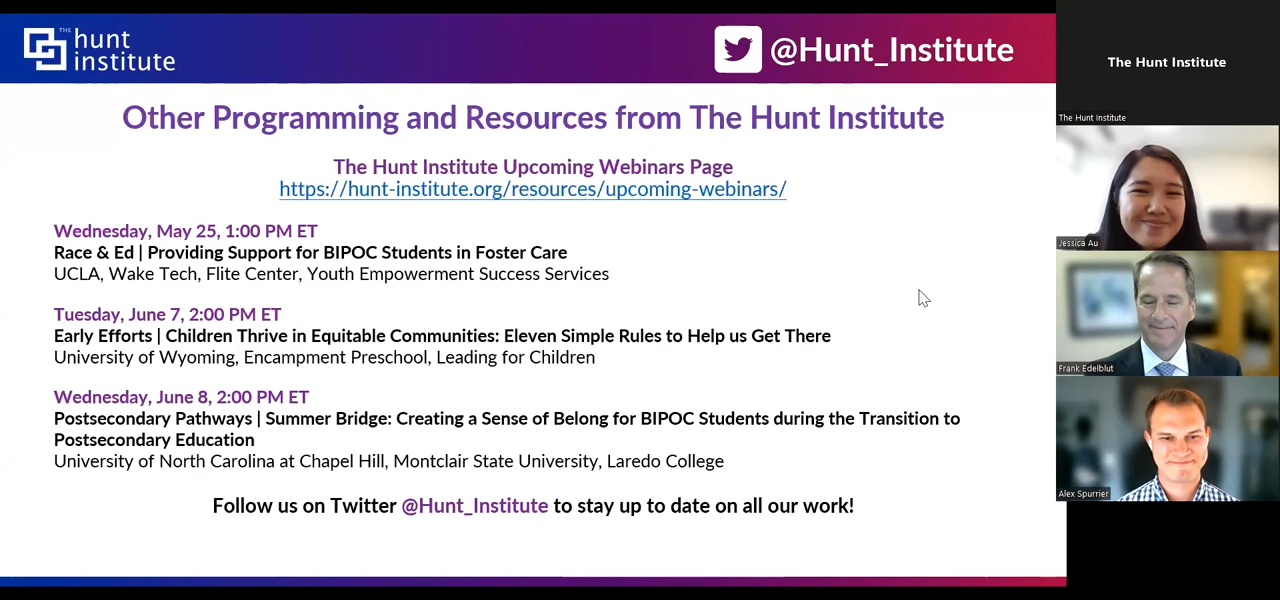 THE hunt
institute
@Hunt_Institute
Other Programming and Resources from The Hunt Institute
The Hunt Institute Upcoming Webinars Page
https://hunt-institute.org/resources/upcoming-webinars/
Wednesday, May 25, 1:00 PM ET
Race & Ed | Providing Support for BIPOC Students in Foster Care
UCLA, Wake Tech, Flite Center, Youth Empowerment Success Services
Tuesday, June 7, 2:00 PM ET
Early Efforts | Children Thrive in Equitable Communities: Eleven Simple Rules to Help us Get There
University of Wyoming, Encampment Preschool, Leading for Children
Wednesday, June 8, 2:00 PM ET
Postsecondary Pathways | Summer Bridge: Creating a Sense of Belong for BIPOC Students during the Transition to
Postsecondary Education
University of North Carolina at Chapel Hill, Montclair State University, Laredo College
Follow us on Twitter @Hunt_Institute to stay up to date on all our work!
The Hunt Institute
The Hunt Institute
Jessica Au
Frank Edelblut
Alex Spurrier